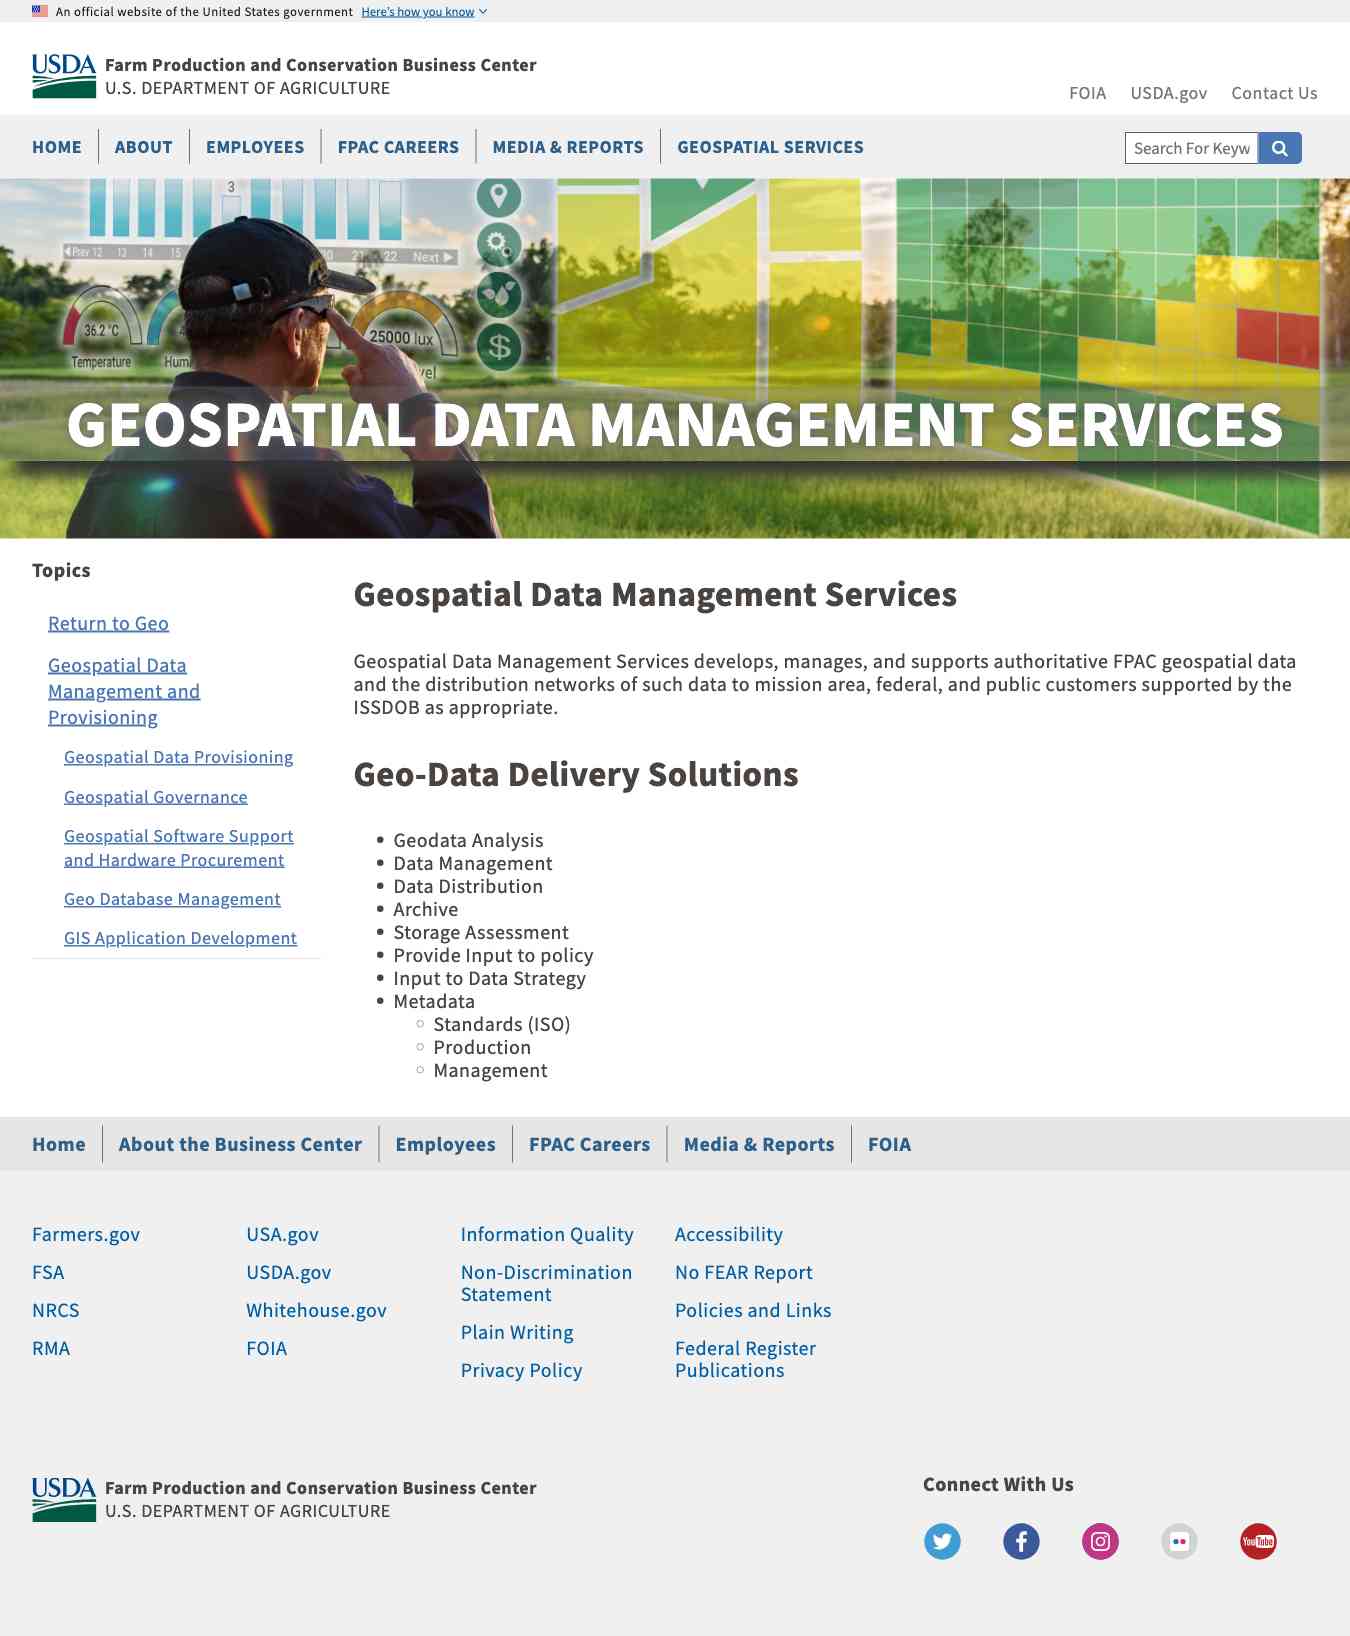 An official website of the United States government Here's how you know
USDA
Farm Production and Conservation Business Center
U.S. DEPARTMENT OF AGRICULTURE
FOIA USDA.gov Contact Us
HOME ABOUT EMPLOYEES FPAC CAREERS MEDIA & REPORTS GEOSPATIAL SERVICES
Search For Keyw
3
Prev 12 13 14 15 20 21 22 Next
36.2 °C
25000 lux
Temperature
GEOSPATIAL DATA MANAGEMENT SERVICES
Topics
Return to Geo
Geospatial Data
Management and
Provisioning
Geospatial Data Provisioning
Geospatial Governance
Geospatial Software Support
and Hardware Procurement
Geo Database Management
GIS Application Development
Geospatial Data Management Services
Geospatial Data Management Services develops, manages, and supports authoritative FPAC geospatial data
and the distribution networks of such data to mission area, federal, and public customers supported by the
ISSDOB as appropriate.
Geo-Data Delivery Solutions
Geodata Analysis
Data Management
Data Distribution
Archive
Storage Assessment
Provide Input to policy
Input to Data Strategy
Metadata
Standards (ISO)
Production
Management
Home About the Business Center Employees FPAC Careers Media & Reports FOIA
Farmers.gov
FSA
NRCS
RMA
USA.gov
USDA.gov
Whitehouse.gov
FOIA
Information Quality
Non-Discrimination
Statement
Plain Writing
Privacy Policy
Accessibility
No FEAR Report
Policies and Links
Federal Register
Publications
USDA
Farm Production and Conservation Business Center
U.S. DEPARTMENT OF AGRICULTURE
Connect With Us
You Tube